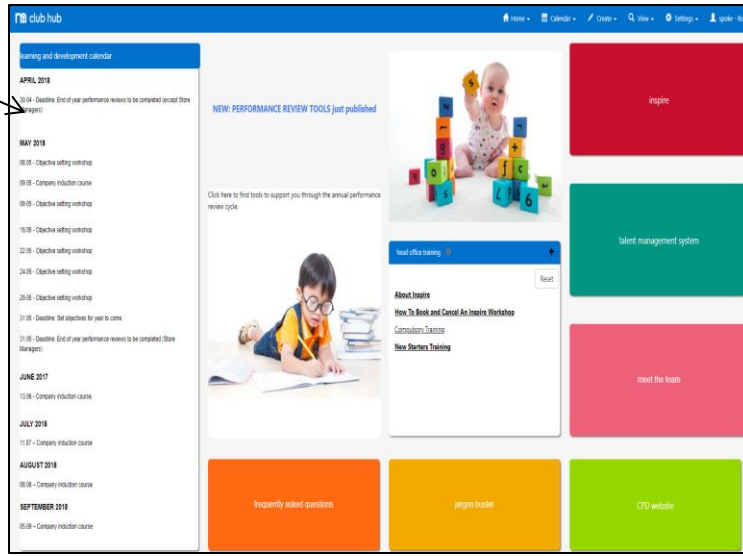 club hub
Home
Calendar
Create
View
Settings
spoke - Ro
learning and development calendar
APRIL 2018
30.04 - Deadline: End of year performance reviews to be completed (except Store
Managers)
MAY 2018
08.05 - Objective setting workshop
09.05 - Company induction course
09.05 - Objective setting workshop
15.05 - Objective setting workshop
22.05 - Objective setting workshop
24.05 - Objective setting workshop
29.05 - Objective setting workshop
31.05 - Deadline: Set objectives for year to come
31.05 - Deadline: End of year performance reviews to be completed (Store
Managers)
JUNE 2017
13.06 - Company induction course
JULY 2018
11.07 – Company induction course
AUGUST 2018
08.08 – Company induction course
SEPTEMBER 2018
05.09 – Company induction course
NEW: PERFORMANCE REVIEW TOOLS just published
Click here to find tools to support you through the annual performance
review cycle.
head office training
Reset
About Inspire
How To Book and Cancel An Inspire Workshop
Compulsory Training
New Starters Training
inspire
talent management system
meet the team
frequently asked questions
jargon buster
CPD website